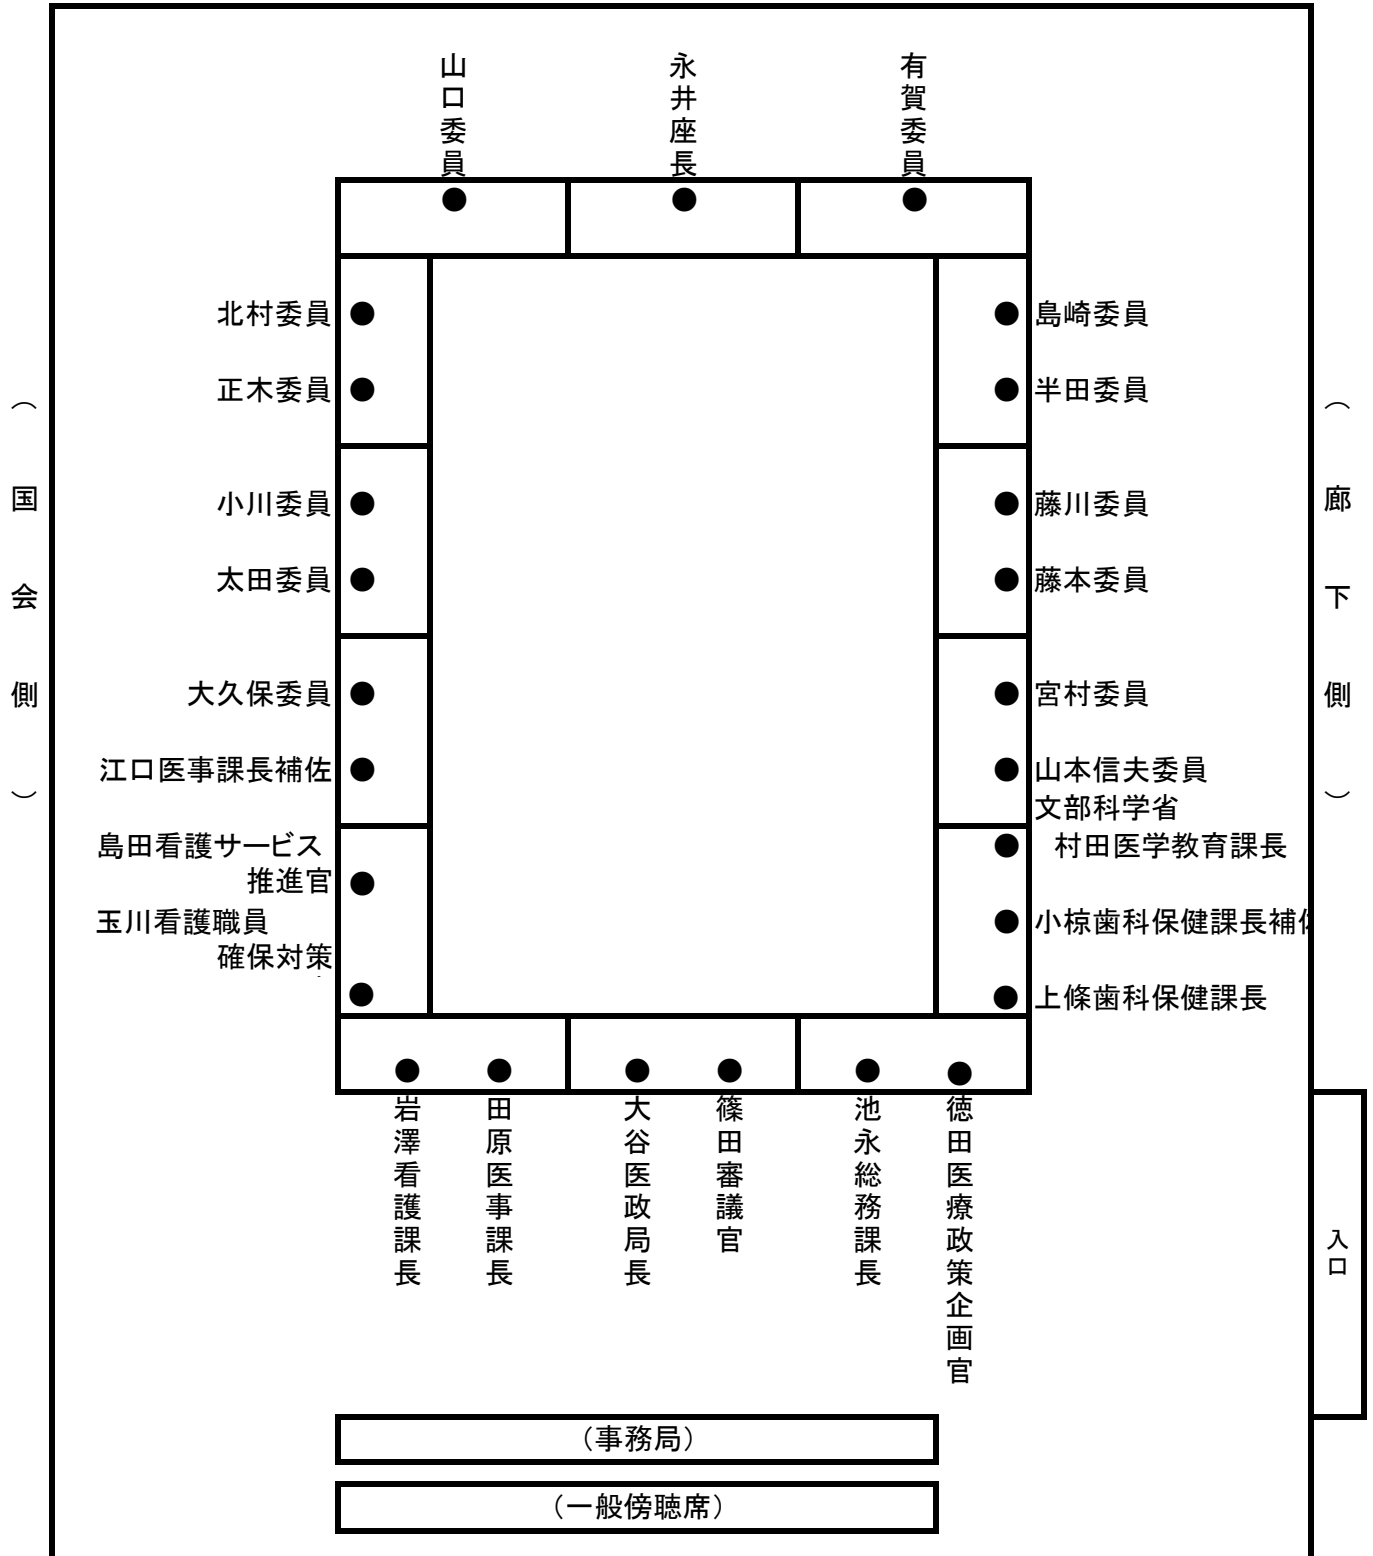 山口委員
永井座長
有賀委員
北村委員
島崎委員
正木委員
半田委員
（国会側）
（廊下側）
小川委員
藤川委員
太田委員
藤本委員
大久保委員
宮村委員
江口医事課長補佐
山本信夫委員
文部科学省
村田医学教育課長
島田看護サービス
推進官
玉川看護職員
確保対策
小椋歯科保健課長補佐
上條歯科保健課長
岩澤看護課長
田原医事課長
大谷医政局長
篠田審議官
池永総務課長
徳田医療政策企画官
入口
（事務局）
（一般傍聴席）